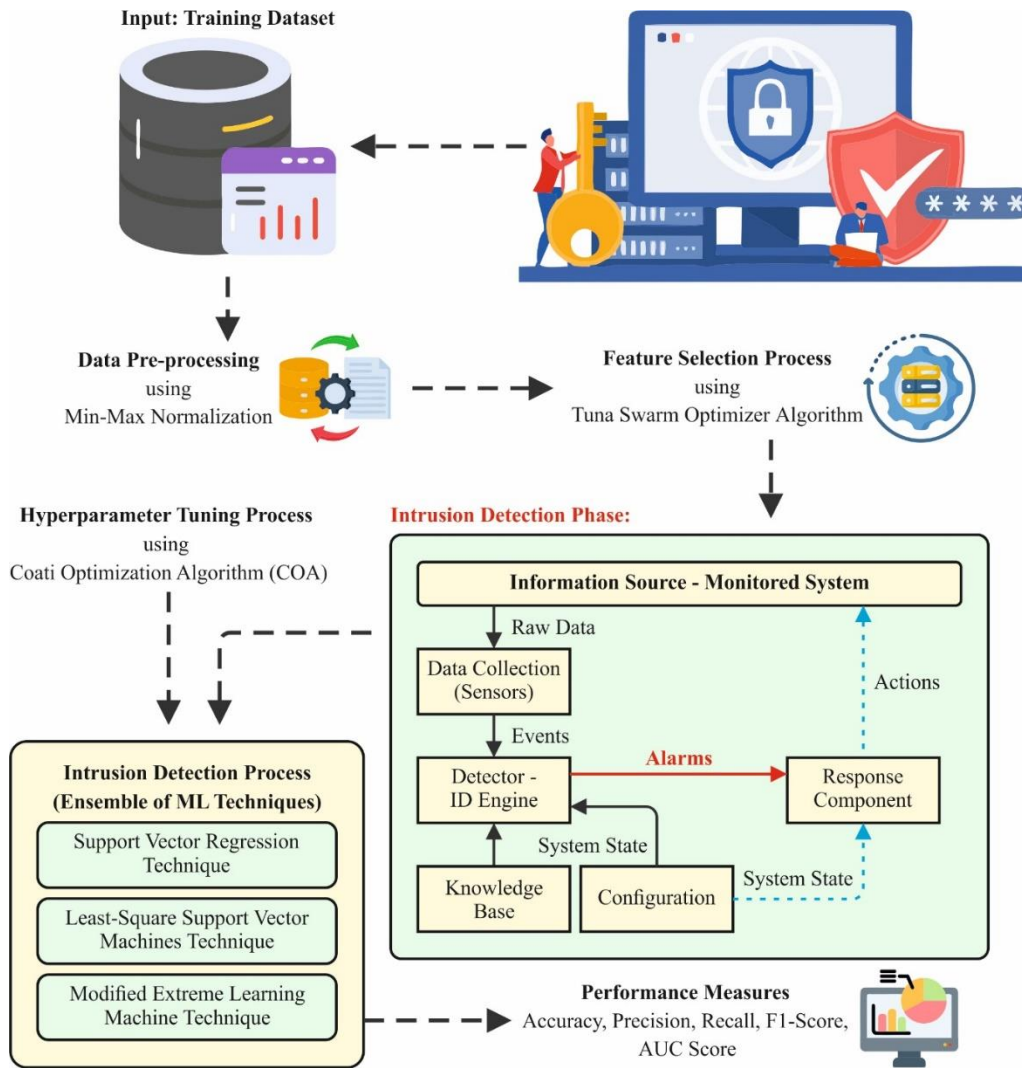 Input: Training Dataset
* * * *
Data Pre-processing
using
Min-Max Normalization
Feature Selection Process
using
Tuna Swarm Optimizer Algorithm
Hyperparameter Tuning Process
using
Coati Optimization Algorithm (COA)
Intrusion Detection Phase:
Information Source - Monitored System
Raw Data
Data Collection
(Sensors)
Actions
Events
Detector -
ID Engine
Alarms
Response
Component
System State
Knowledge
Base
Configuration
System State
Intrusion Detection Process
(Ensemble of ML Techniques)
Support Vector Regression
Technique
Least-Square Support Vector
Machines Technique
Modified Extreme Learning
Machine Technique
Performance Measures
Accuracy, Precision, Recall, F1-Score,
AUC Score